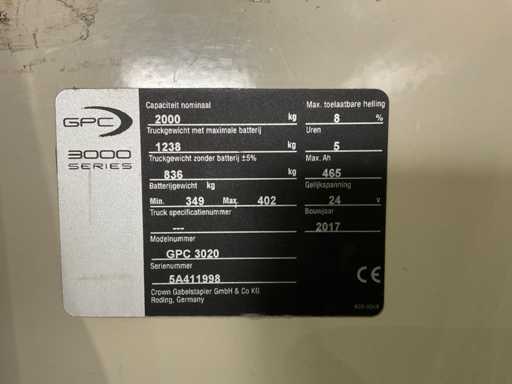 GPC
3000
SERIES
Capaciteit nominaal
2000 kg
Truckgewicht met maximale batterij
1238 kg
Truckgewicht zonder batterij ±5%
836 kg
Batterijgewicht kg
Min. 349 Max. 402
Truck specificatienummer
---
Modelnummer
GPC 3020
Serienummer
5A411998
Crown Gabelstapler GmbH & Co KG
Roding, Germany
Max. toelaatbare helling
8 %
Uren
5
Max. Ah
465
Gelijkspanning
24 v
Bouwjaar
2017
CE